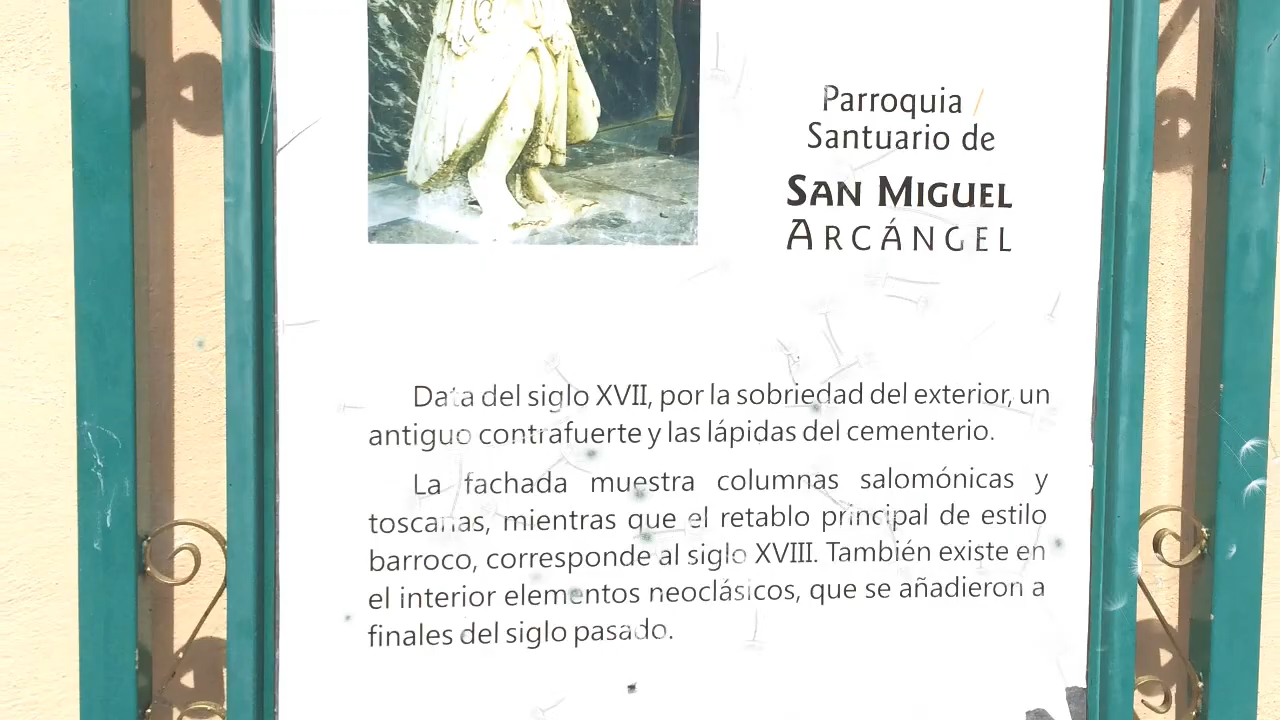 Parroquia /
Santuario de
SAN MIGUEL
ARCÁNGEL
Data del siglo XVII, por la sobriedad del exterior, un
antiguo contrafuerte y las lápidas del cementerio.
La fachada muestra columnas salomónicas y
toscanas, mientras que el retablo principal de estilo
barroco, corresponde al siglo XVIII. También existe en
el interior elementos neoclásicos, que se añadieron a
finales del siglo pasado.